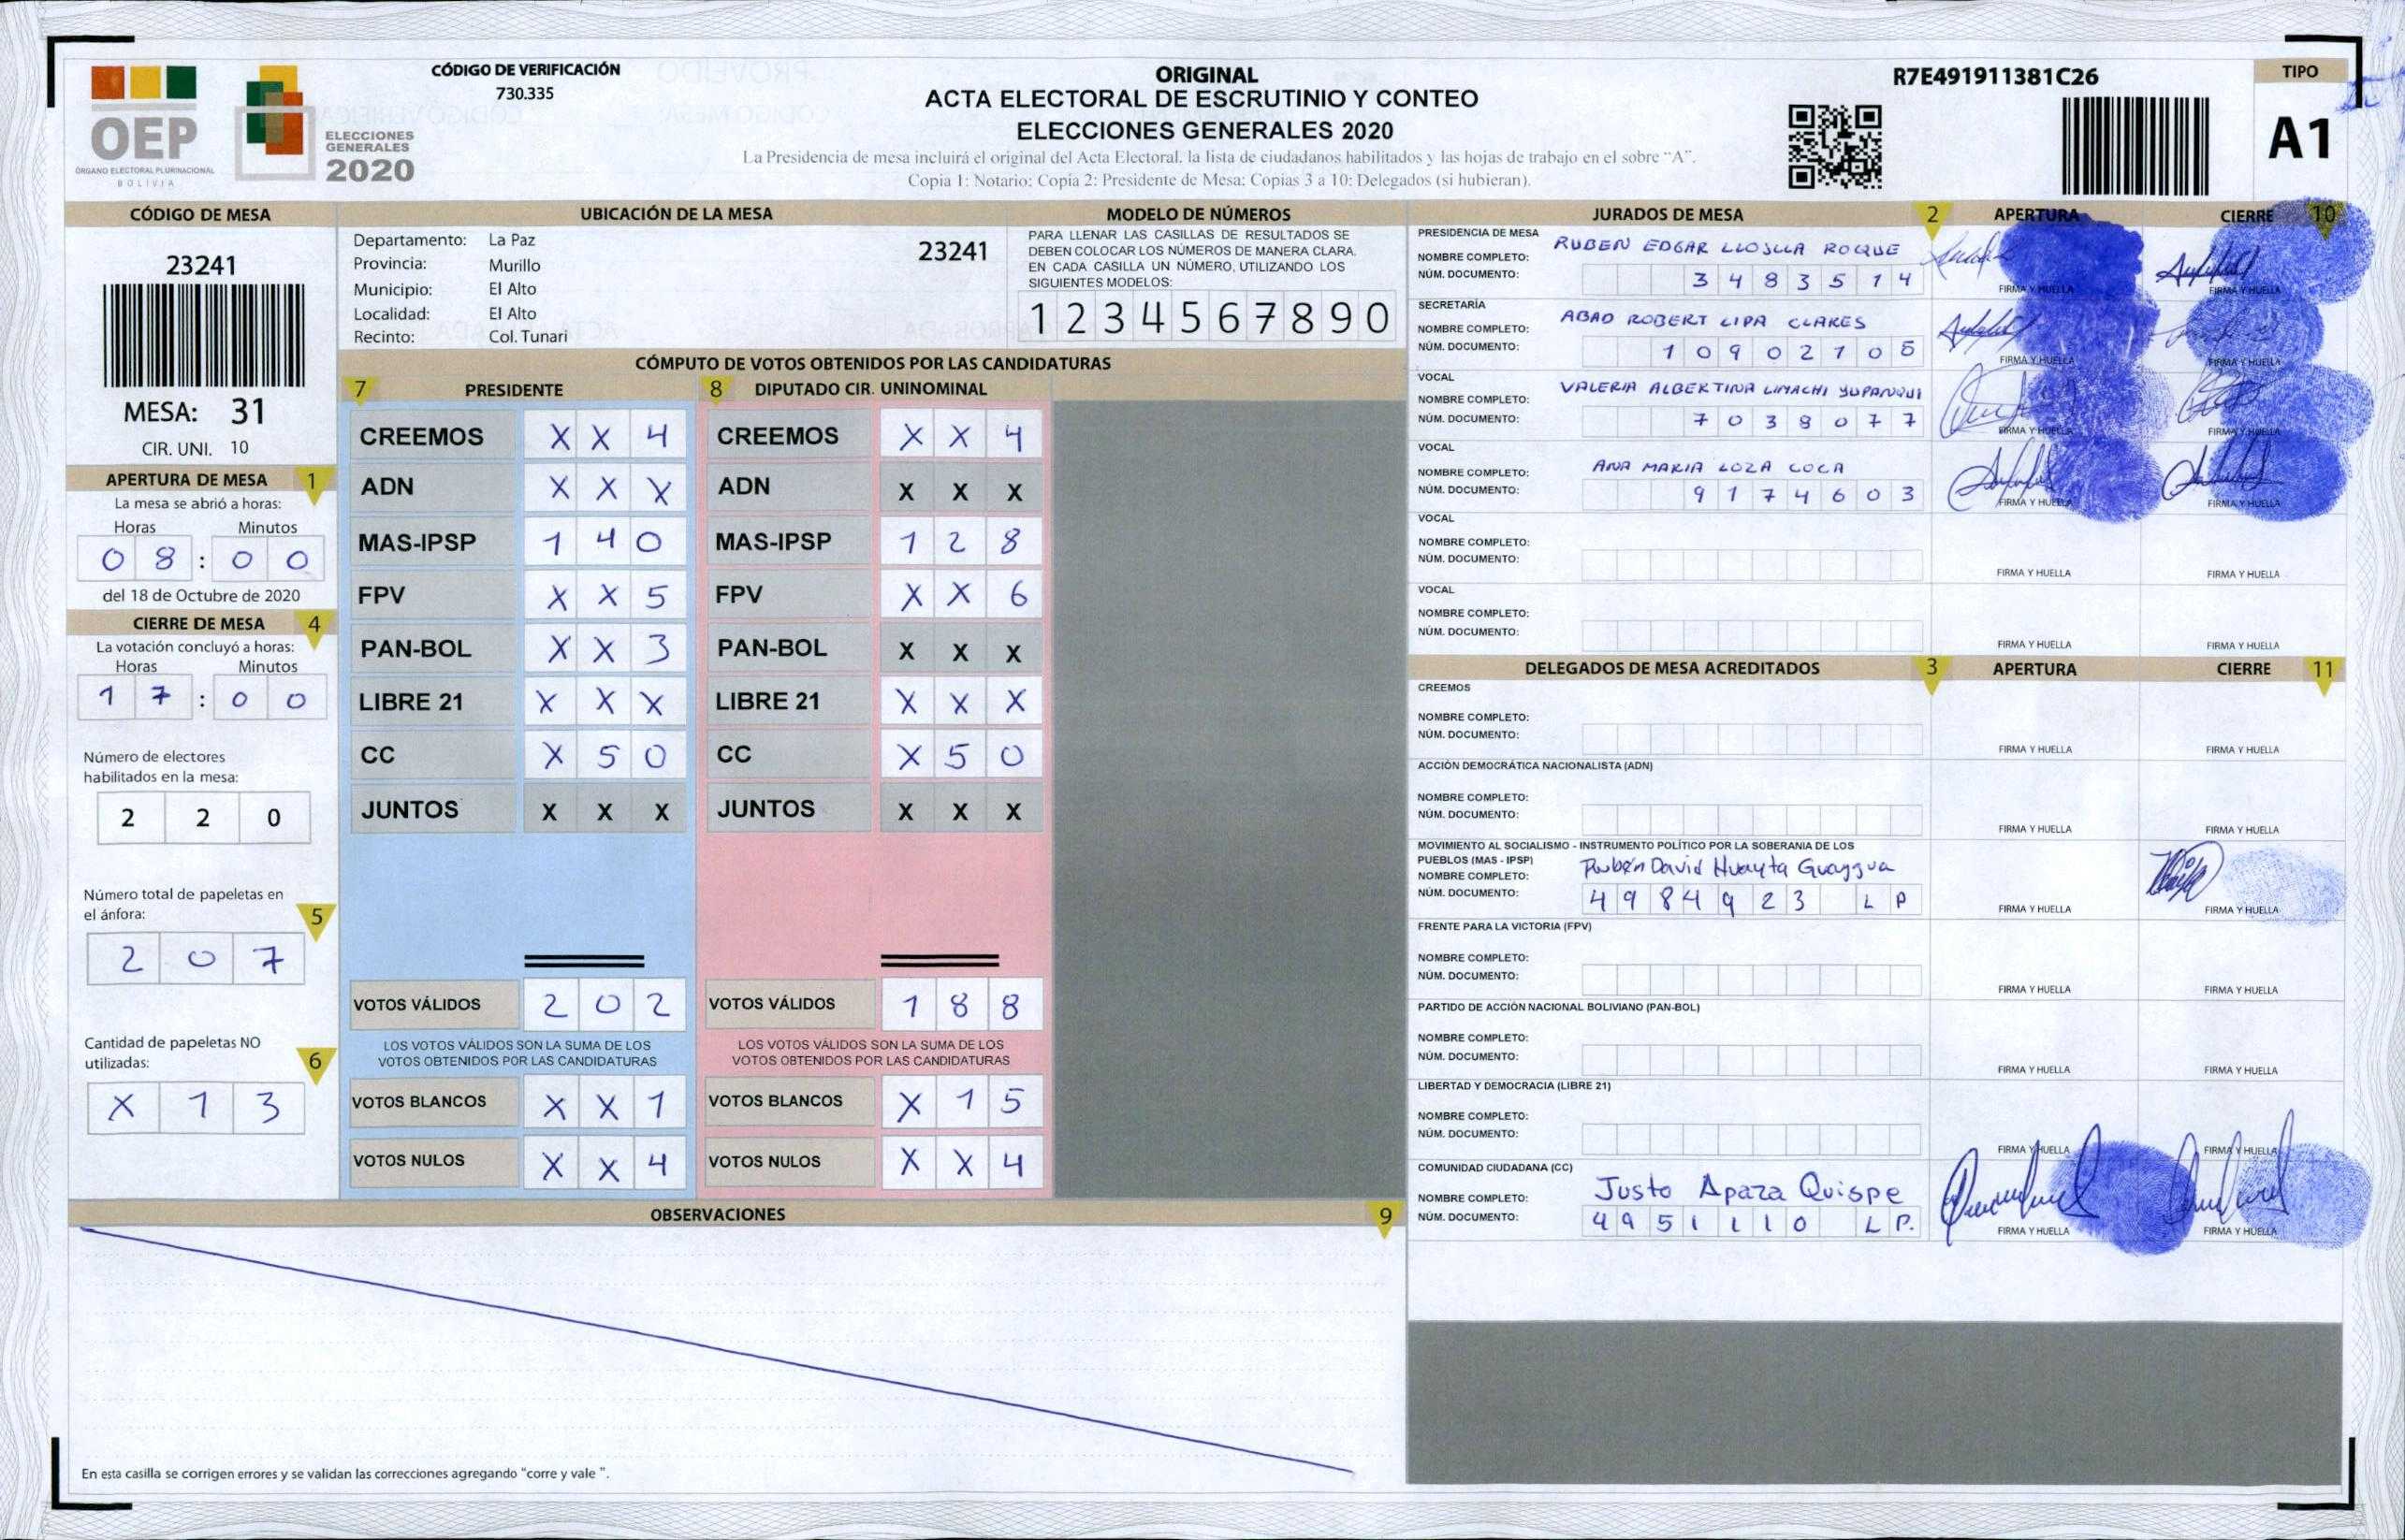 CÓDIGO DE VERIFICACIÓN
730.335
OEP
ÓRGANO ELECTORAL PLURINACIONAL
BOLIVIA
ELECCIONES
GENERALES
2020
ORIGINAL
ACTA ELECTORAL DE ESCRUTINIO Y CONTEO
ELECCIONES GENERALES 2020
La Presidencia de mesa incluirá el original del Acta Electoral, la lista de ciudadanos habilitados y las hojas de trabajo en el sobre "A".
Copia 1: Notario; Copia 2: Presidente de Mesa; Copias 3 a 10: Delegados (si hubieran).
R7E491911381C26
TIPO
A1
CÓDIGO DE MESA
23241
MESA: 31
CIR. UNI. 10
APERTURA DE MESA 1
La mesa se abrió a horas:
Horas Minutos
0 8 : 0 0
del 18 de Octubre de 2020
CIERRE DE MESA 4
La votación concluyó a horas:
Horas Minutos
1 7 : 0 0
Número de electores
habilitados en la mesa:
2 2 0
Número total de papeletas en
el ánfora: 5
2 0 7
Cantidad de papeletas NO
utilizadas: 6
X 1 3
UBICACIÓN DE LA MESA
Departamento: La Paz
Provincia: Murillo
Municipio: El Alto
Localidad: El Alto
Recinto: Col. Tunari
23241
MODELO DE NÚMEROS
PARA LLENAR LAS CASILLAS DE RESULTADOS SE
DEBEN COLOCAR LOS NÚMEROS DE MANERA CLARA.
EN CADA CASILLA UN NÚMERO, UTILIZANDO LOS
SIGUIENTES MODELOS:
1 2 3 4 5 6 7 8 9 0
CÓMPUTO DE VOTOS OBTENIDOS POR LAS CANDIDATURAS
7 PRESIDENTE
CREEMOS X X 4
ADN X X X
MAS-IPSP 1 4 0
FPV X X 5
PAN-BOL X X 3
LIBRE 21 X X X
CC X 5 0
JUNTOS X X X
VOTOS VÁLIDOS 2 0 2
LOS VOTOS VÁLIDOS SON LA SUMA DE LOS
VOTOS OBTENIDOS POR LAS CANDIDATURAS
VOTOS BLANCOS X X 1
VOTOS NULOS X X 4
8 DIPUTADO CIR. UNINOMINAL
CREEMOS X X 4
ADN X X X
MAS-IPSP 1 2 8
FPV X X 6
PAN-BOL X X X
LIBRE 21 X X X
CC X 5 0
JUNTOS X X X
VOTOS VÁLIDOS 1 8 8
LOS VOTOS VÁLIDOS SON LA SUMA DE LOS
VOTOS OBTENIDOS POR LAS CANDIDATURAS
VOTOS BLANCOS X 1 5
VOTOS NULOS X X 4
OBSERVACIONES 9
En esta casilla se corrigen errores y se validan las correcciones agregando "corre y vale ".
JURADOS DE MESA 2 APERTURA CIERRE 10
PRESIDENCIA DE MESA
NOMBRE COMPLETO: RUBEN EDGAR LLOJLLA ROQUE
NÚM. DOCUMENTO: 3 4 8 3 5 1 4
FIRMA Y HUELLA FIRMA Y HUELLA
SECRETARÍA
NOMBRE COMPLETO: ABAD ROBERT LIPA CLARES
NÚM. DOCUMENTO: 1 0 9 0 2 1 0 5
FIRMA Y HUELLA FIRMA Y HUELLA
VOCAL
NOMBRE COMPLETO: VALERIA ALBERTINA LIMACHI YUPANQUI
NÚM. DOCUMENTO: 7 0 3 8 0 7 7
FIRMA Y HUELLA FIRMA Y HUELLA
VOCAL
NOMBRE COMPLETO: ANA MARIA LOZA COCA
NÚM. DOCUMENTO: 9 1 7 4 6 0 3
FIRMA Y HUELLA FIRMA Y HUELLA
VOCAL
NOMBRE COMPLETO:
NÚM. DOCUMENTO:
FIRMA Y HUELLA FIRMA Y HUELLA
VOCAL
NOMBRE COMPLETO:
NÚM. DOCUMENTO:
FIRMA Y HUELLA FIRMA Y HUELLA
DELEGADOS DE MESA ACREDITADOS 3 APERTURA CIERRE 11
CREEMOS
NOMBRE COMPLETO:
NÚM. DOCUMENTO:
FIRMA Y HUELLA FIRMA Y HUELLA
ACCIÓN DEMOCRÁTICA NACIONALISTA (ADN)
NOMBRE COMPLETO:
NÚM. DOCUMENTO:
FIRMA Y HUELLA FIRMA Y HUELLA
MOVIMIENTO AL SOCIALISMO - INSTRUMENTO POLÍTICO POR LA SOBERANIA DE LOS
PUEBLOS (MAS - IPSP)
NOMBRE COMPLETO: Rubén David Huayta Guaygua
NÚM. DOCUMENTO: 4 9 8 4 9 2 3 L P
FIRMA Y HUELLA FIRMA Y HUELLA
FRENTE PARA LA VICTORIA (FPV)
NOMBRE COMPLETO:
NÚM. DOCUMENTO:
FIRMA Y HUELLA FIRMA Y HUELLA
PARTIDO DE ACCIÓN NACIONAL BOLIVIANO (PAN-BOL)
NOMBRE COMPLETO:
NÚM. DOCUMENTO:
FIRMA Y HUELLA FIRMA Y HUELLA
LIBERTAD Y DEMOCRACIA (LIBRE 21)
NOMBRE COMPLETO:
NÚM. DOCUMENTO:
FIRMA Y HUELLA FIRMA Y HUELLA
COMUNIDAD CIUDADANA (CC)
NOMBRE COMPLETO: Justo Apaza Quispe
NÚM. DOCUMENTO: 4 9 5 1 1 1 0 L P.
FIRMA Y HUELLA FIRMA Y HUELLA